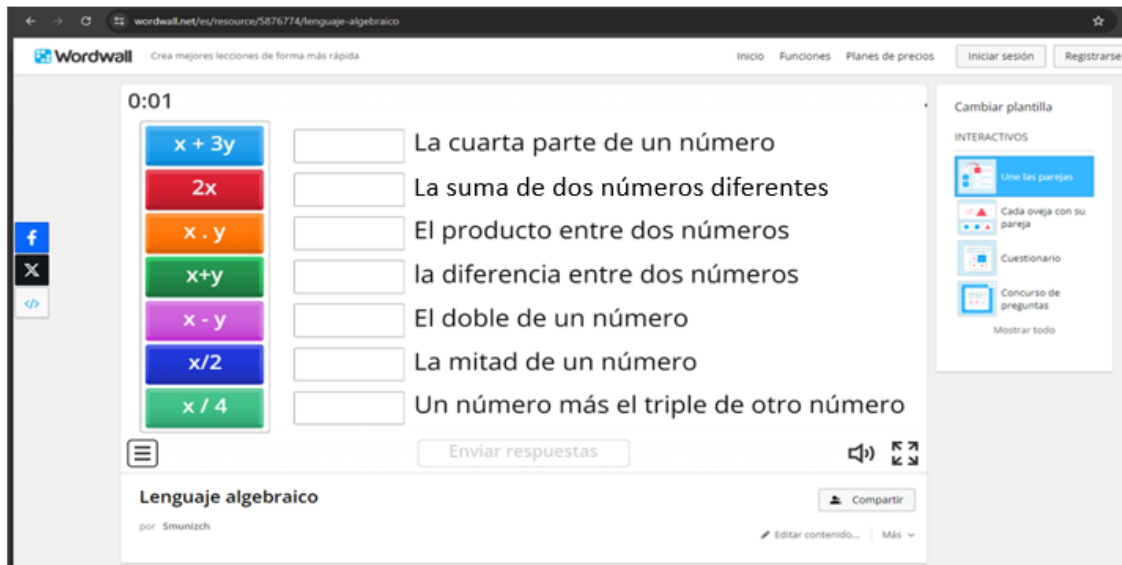 wordwall.net/es/resource/5876774/lenguaje-algebraico
Wordwall Crea mejores lecciones de forma más rápida Inicio Funciones Planes de precios Iniciar sesión Registrarse
0:01
x + 3y La cuarta parte de un número
2x La suma de dos números diferentes
x . y El producto entre dos números
x+y la diferencia entre dos números
x - y El doble de un número
x/2 La mitad de un número
x / 4 Un número más el triple de otro número
Enviar respuestas
Lenguaje algebraico
Compartir
por Smunizch
Editar contenido... Más
Cambiar plantilla
INTERACTIVOS
Une las parejas
Cada oveja con su
pareja
Cuestionario
Concurso de
preguntas
Mostrar todo